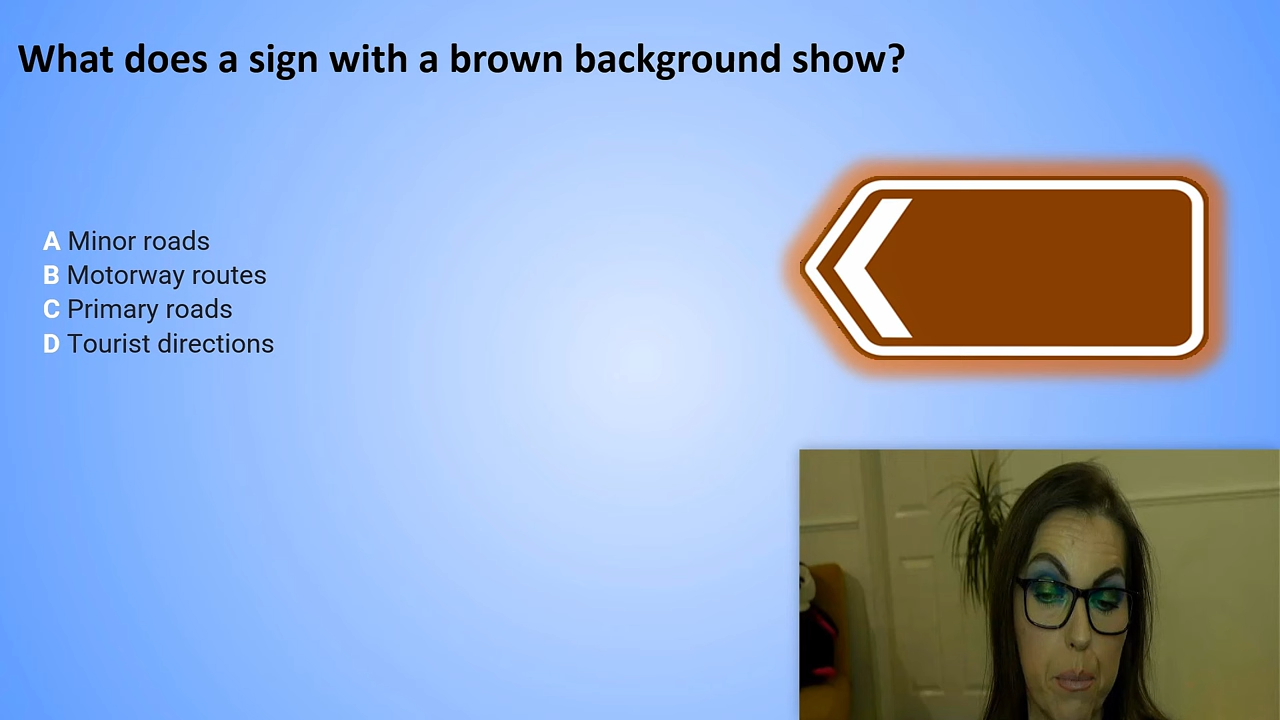 What does a sign with a brown background show?
A Minor roads
B Motorway routes
C Primary roads
D Tourist directions